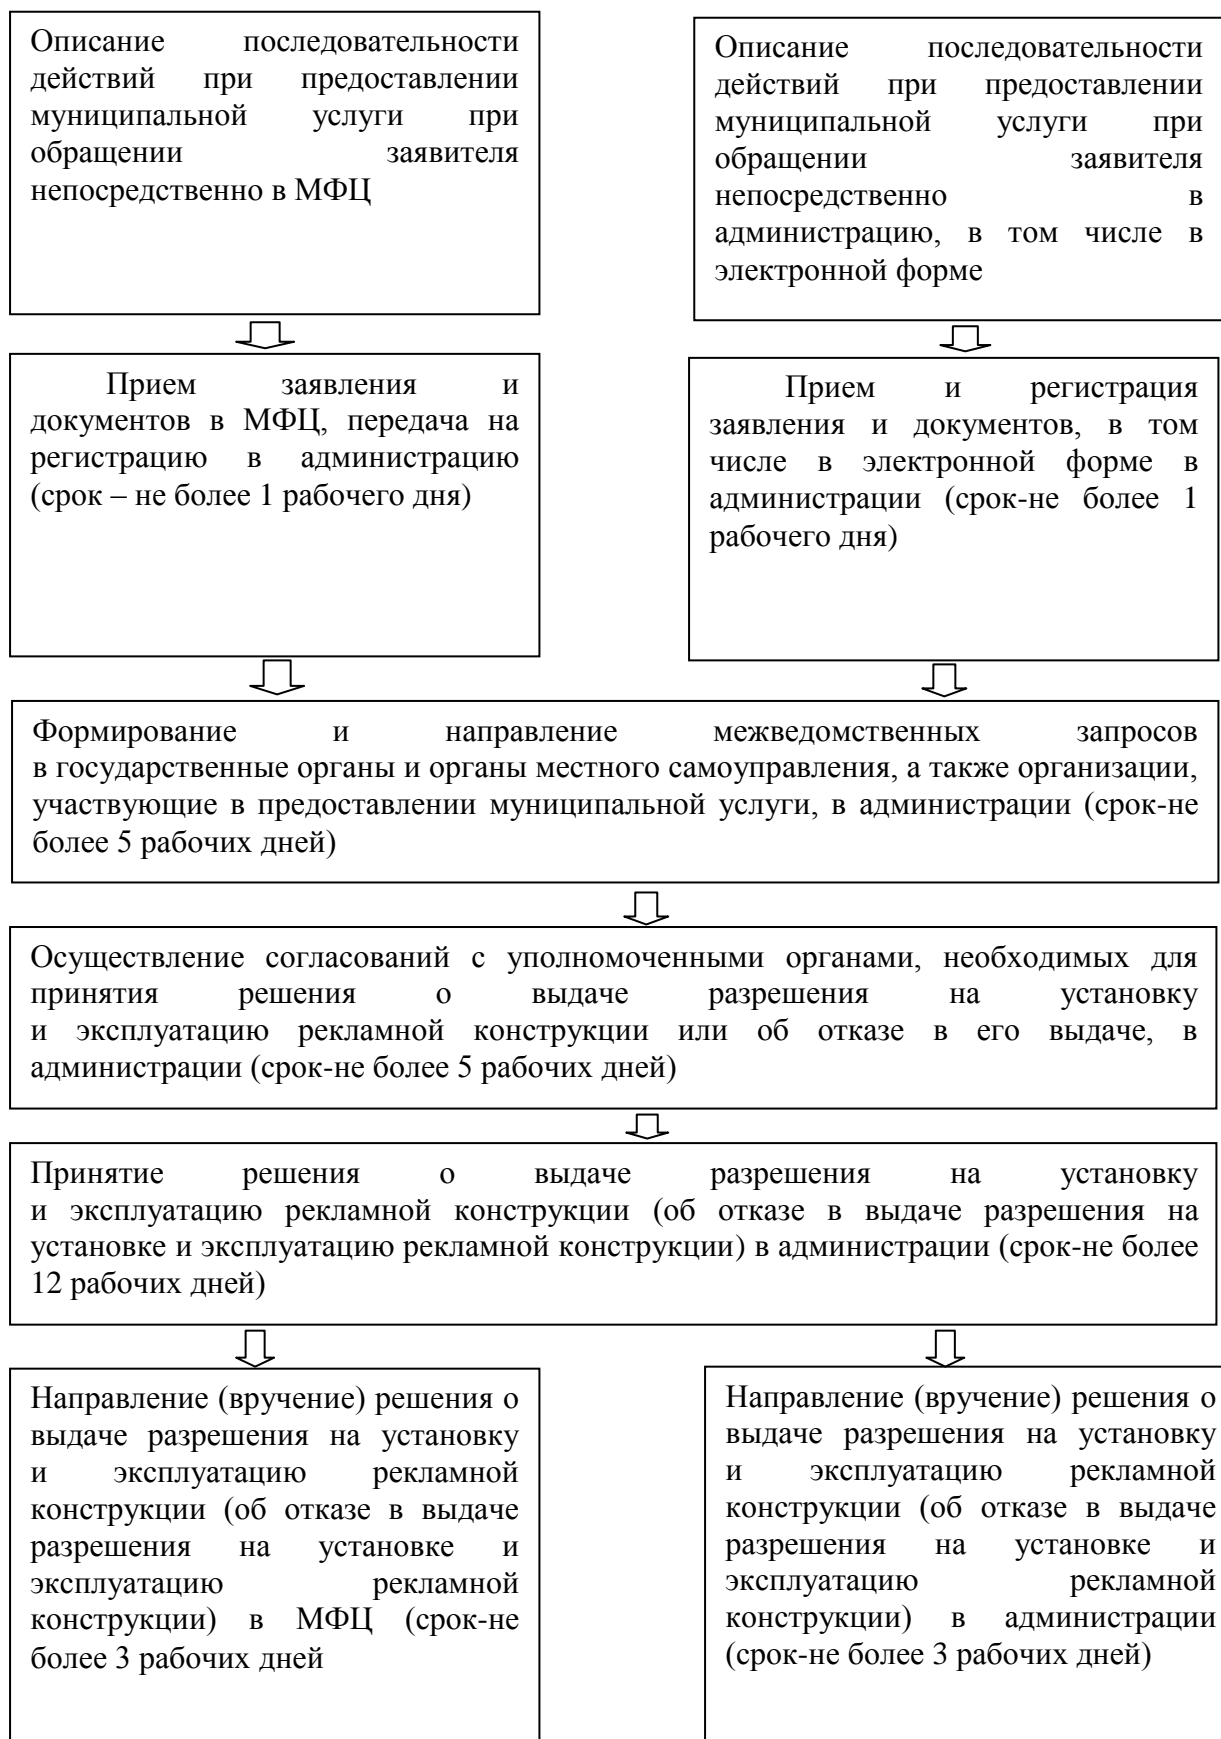 Описание последовательности
действий при предоставлении
муниципальной услуги при
обращении заявителя
непосредственно в МФЦ
Описание последовательности
действий при предоставлении
муниципальной услуги при
обращении заявителя
непосредственно в
администрацию, в том числе в
электронной форме
Прием заявления и
документов в МФЦ, передача на
регистрацию в администрацию
(срок – не более 1 рабочего дня)
Прием и регистрация
заявления и документов, в том
числе в электронной форме в
администрации (срок-не более 1
рабочего дня)
Формирование и направление межведомственных запросов
в государственные органы и органы местного самоуправления, а также организации,
участвующие в предоставлении муниципальной услуги, в администрации (срок-не
более 5 рабочих дней)
Осуществление согласований с уполномоченными органами, необходимых для
принятия решения о выдаче разрешения на установку
и эксплуатацию рекламной конструкции или об отказе в его выдаче, в
администрации (срок-не более 5 рабочих дней)
Принятие решения о выдаче разрешения на установку
и эксплуатацию рекламной конструкции (об отказе в выдаче разрешения на
установке и эксплуатацию рекламной конструкции) в администрации (срок-не более
12 рабочих дней)
Направление (вручение) решения о
выдаче разрешения на установку
и эксплуатацию рекламной
конструкции (об отказе в выдаче
разрешения на установке и
эксплуатацию рекламной
конструкции) в МФЦ (срок-не
более 3 рабочих дней
Направление (вручение) решения о
выдаче разрешения на установку
и эксплуатацию рекламной
конструкции (об отказе в выдаче
разрешения на установке и
эксплуатацию рекламной
конструкции) в администрации
(срок-не более 3 рабочих дней)